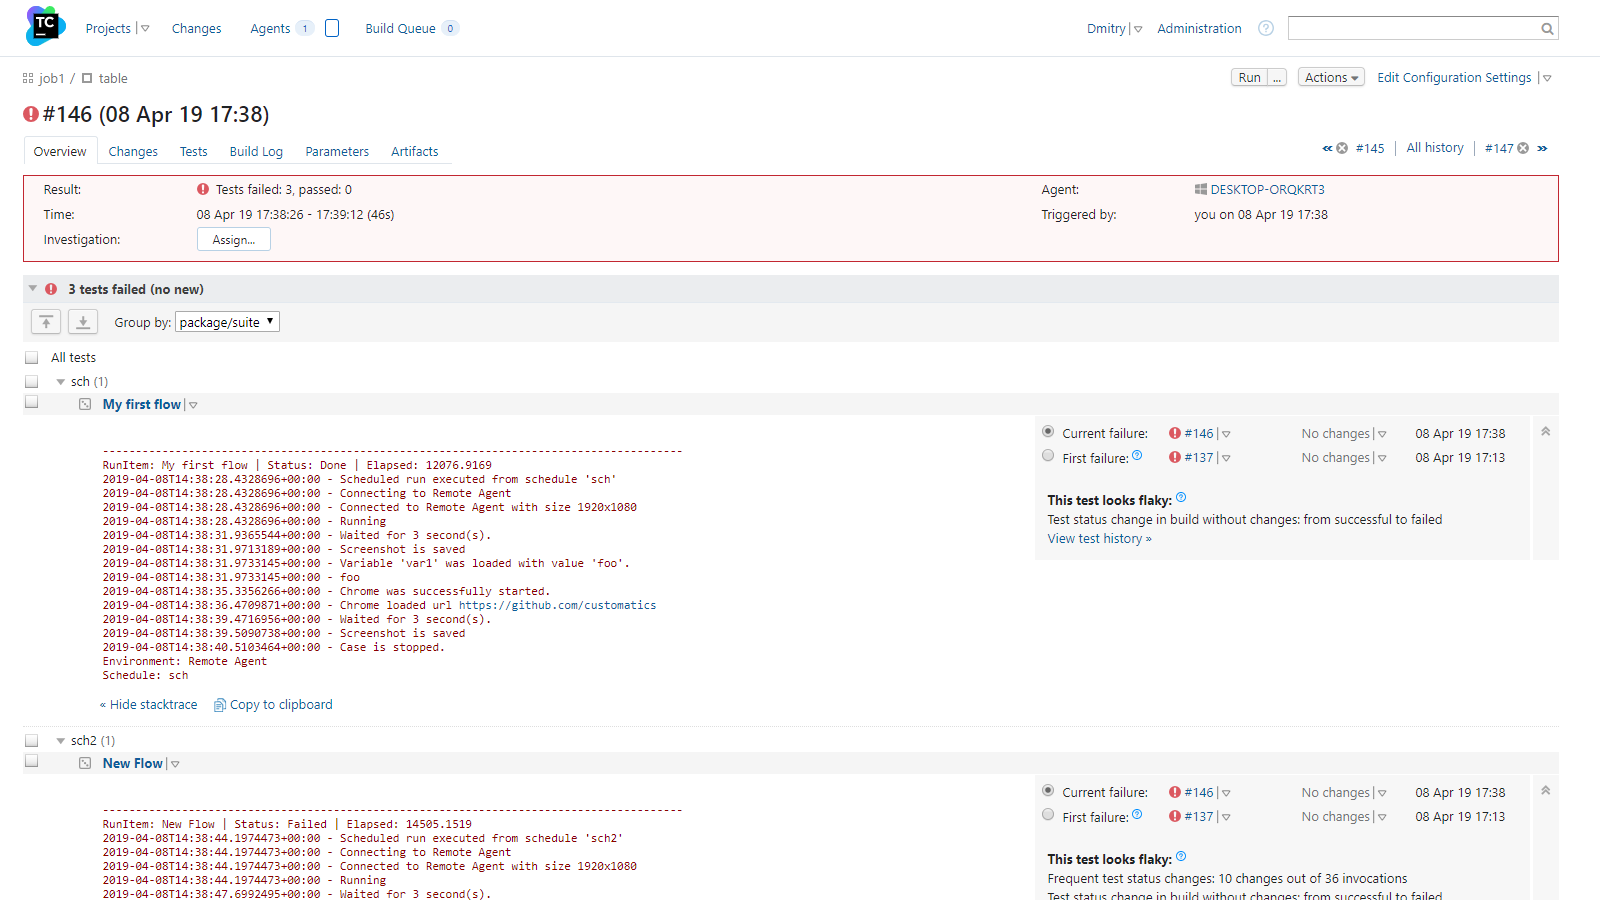 TC
Projects
Changes
Agents 1
Build Queue 0
Dmitry
Administration
?
job1 / table
Run ...
Actions
Edit Configuration Settings
#146 (08 Apr 19 17:38)
Overview
Changes
Tests
Build Log
Parameters
Artifacts
« #145 | All history | #147 »
Result: Tests failed: 3, passed: 0
Agent: DESKTOP-ORQKRT3
Time: 08 Apr 19 17:38:26 - 17:39:12 (46s)
Triggered by: you on 08 Apr 19 17:38
Investigation: Assign...
3 tests failed (no new)
Group by: package/suite
All tests
sch (1)
My first flow
--------------------------------------------------------------------------------
RunItem: My first flow | Status: Done | Elapsed: 12076.9169
2019-04-08T14:38:28.4328696+00:00 - Scheduled run executed from schedule 'sch'
2019-04-08T14:38:28.4328696+00:00 - Connecting to Remote Agent
2019-04-08T14:38:28.4328696+00:00 - Connected to Remote Agent with size 1920x1080
2019-04-08T14:38:28.4328696+00:00 - Running
2019-04-08T14:38:31.9365544+00:00 - Waited for 3 second(s).
2019-04-08T14:38:31.9713189+00:00 - Screenshot is saved
2019-04-08T14:38:31.9733145+00:00 - Variable 'var1' was loaded with value 'foo'.
2019-04-08T14:38:31.9733145+00:00 - foo
2019-04-08T14:38:35.3356266+00:00 - Chrome was successfully started.
2019-04-08T14:38:36.4709871+00:00 - Chrome loaded url https://github.com/customatics
2019-04-08T14:38:39.4716956+00:00 - Waited for 3 second(s).
2019-04-08T14:38:39.5090738+00:00 - Screenshot is saved
2019-04-08T14:38:40.5103464+00:00 - Case is stopped.
Environment: Remote Agent
Schedule: sch
« Hide stacktrace
Copy to clipboard
Current failure: #146 No changes 08 Apr 19 17:38
First failure: ? #137 No changes 08 Apr 19 17:13
This test looks flaky: ?
Test status change in build without changes: from successful to failed
View test history »
sch2 (1)
New Flow
--------------------------------------------------------------------------------
RunItem: New Flow | Status: Failed | Elapsed: 14505.1519
2019-04-08T14:38:44.1974473+00:00 - Scheduled run executed from schedule 'sch2'
2019-04-08T14:38:44.1974473+00:00 - Connecting to Remote Agent
2019-04-08T14:38:44.1974473+00:00 - Connected to Remote Agent with size 1920x1080
2019-04-08T14:38:44.1974473+00:00 - Running
2019-04-08T14:38:47.6992495+00:00 - Waited for 3 second(s).
Current failure: #146 No changes 08 Apr 19 17:38
First failure: ? #137 No changes 08 Apr 19 17:13
This test looks flaky: ?
Frequent test status changes: 10 changes out of 36 invocations
Test status change in build without changes: from successful to failed